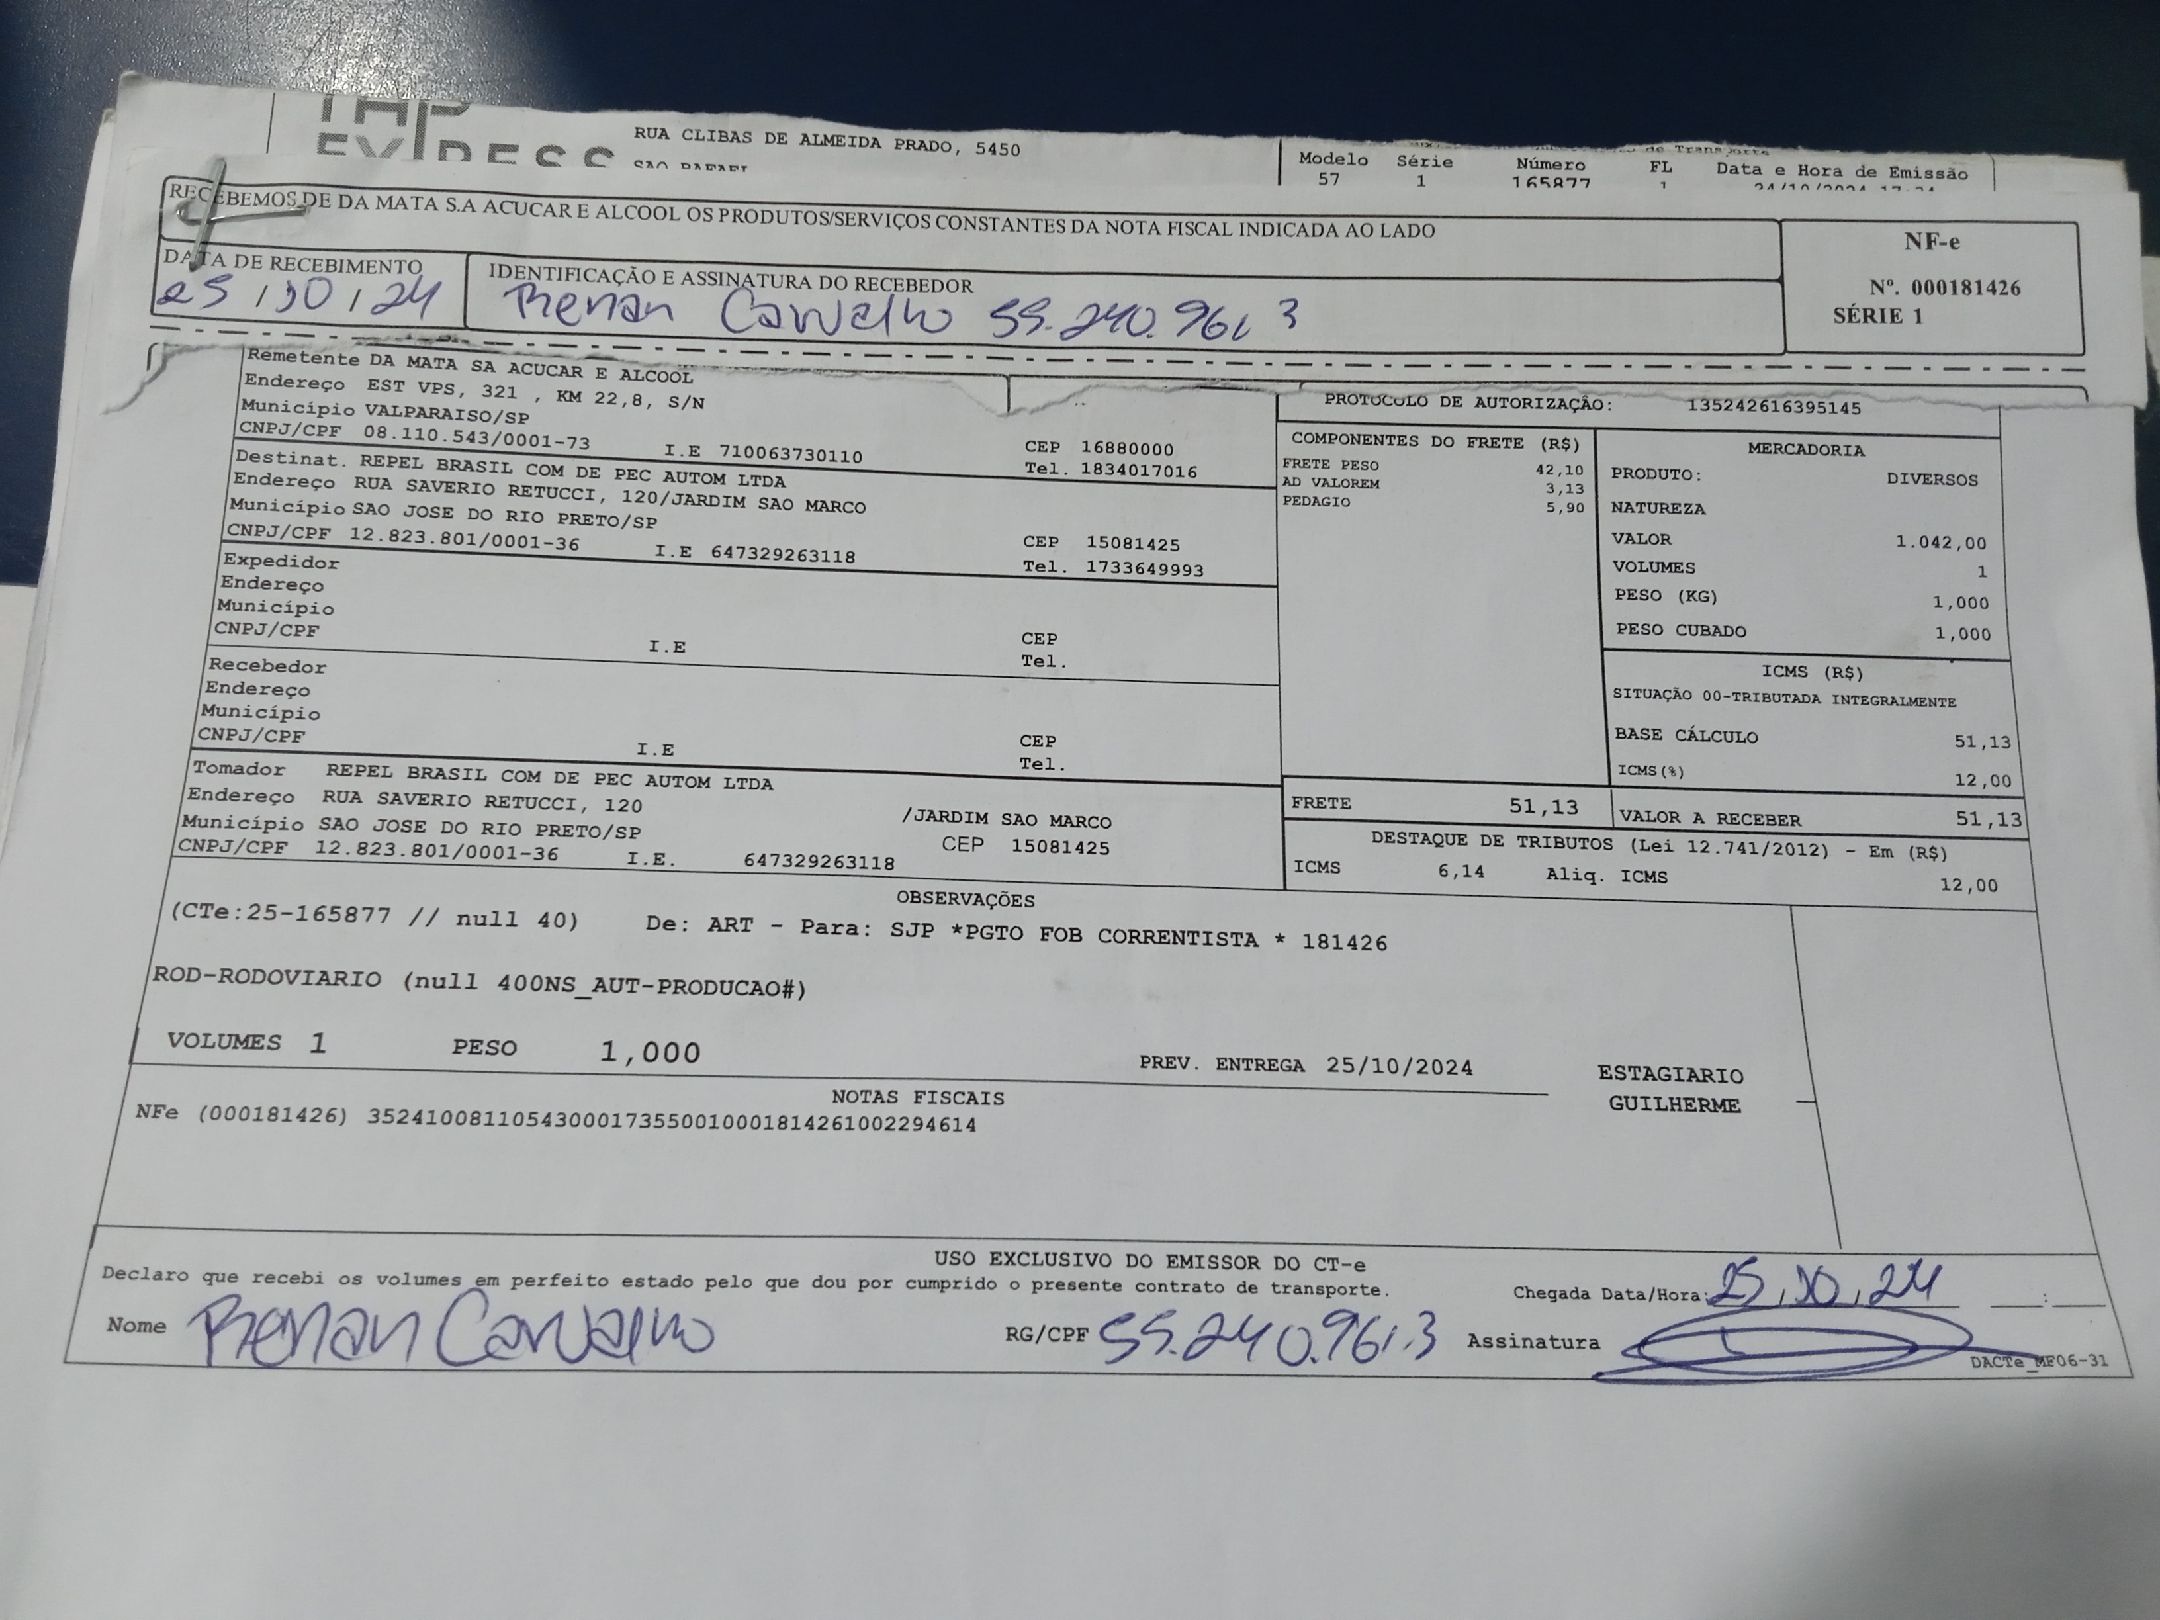 RUA CLIBAS DE ALMEIDA PRADO, 5450
Modelo Série Número FL Data e Hora de Emissão
57 1 165877 1
RECEBEMOS DE DA MATA S.A ACUCAR E ALCOOL OS PRODUTOS/SERVIÇOS CONSTANTES DA NOTA FISCAL INDICADA AO LADO
NF-e
Nº. 000181426
SÉRIE 1
DATA DE RECEBIMENTO
25/10/24
IDENTIFICAÇÃO E ASSINATURA DO RECEBEDOR
Renan Carvalho 55.240.961.3
Remetente DA MATA SA ACUCAR E ALCOOL
Endereço EST VPS, 321 , KM 22,8, S/N
Município VALPARAISO/SP
CNPJ/CPF 08.110.543/0001-73 I.E 710063730110
CEP 16880000
Tel. 1834017016
Destinat. REPEL BRASIL COM DE PEC AUTOM LTDA
Endereço RUA SAVERIO RETUCCI, 120/JARDIM SAO MARCO
Município SAO JOSE DO RIO PRETO/SP
CNPJ/CPF 12.823.801/0001-36 I.E 647329263118
CEP 15081425
Tel. 1733649993
Expedidor
Endereço
Município
CNPJ/CPF I.E CEP
Tel.
Recebedor
Endereço
Município
CNPJ/CPF I.E CEP
Tel.
Tomador REPEL BRASIL COM DE PEC AUTOM LTDA
Endereço RUA SAVERIO RETUCCI, 120 /JARDIM SAO MARCO
Município SAO JOSE DO RIO PRETO/SP CEP 15081425
CNPJ/CPF 12.823.801/0001-36 I.E. 647329263118
PROTOCOLO DE AUTORIZAÇÃO: 135242616395145
COMPONENTES DO FRETE (R$)
FRETE PESO 42,10
AD VALOREM 3,13
PEDAGIO 5,90
MERCADORIA
PRODUTO: DIVERSOS
NATUREZA
VALOR 1.042,00
VOLUMES 1
PESO (KG) 1,000
PESO CUBADO 1,000
ICMS (R$)
SITUAÇÃO 00-TRIBUTADA INTEGRALMENTE
BASE CÁLCULO 51,13
ICMS(%) 12,00
FRETE 51,13 VALOR A RECEBER 51,13
DESTAQUE DE TRIBUTOS (Lei 12.741/2012) - Em (R$)
ICMS 6,14 Aliq. ICMS 12,00
OBSERVAÇÕES
(CTe:25-165877 // null 40) De: ART - Para: SJP *PGTO FOB CORRENTISTA * 181426
ROD-RODOVIARIO (null 400NS_AUT-PRODUCAO#)
VOLUMES 1 PESO 1,000 PREV. ENTREGA 25/10/2024
ESTAGIARIO
GUILHERME
NOTAS FISCAIS
NFe (000181426) 35241008110543000173550010001814261002294614
USO EXCLUSIVO DO EMISSOR DO CT-e
Declaro que recebi os volumes em perfeito estado pelo que dou por cumprido o presente contrato de transporte.
Chegada Data/Hora: 25/10/24 :
Nome Renan Carvalho RG/CPF 55.240.961.3 Assinatura
DACTe_MF06-31